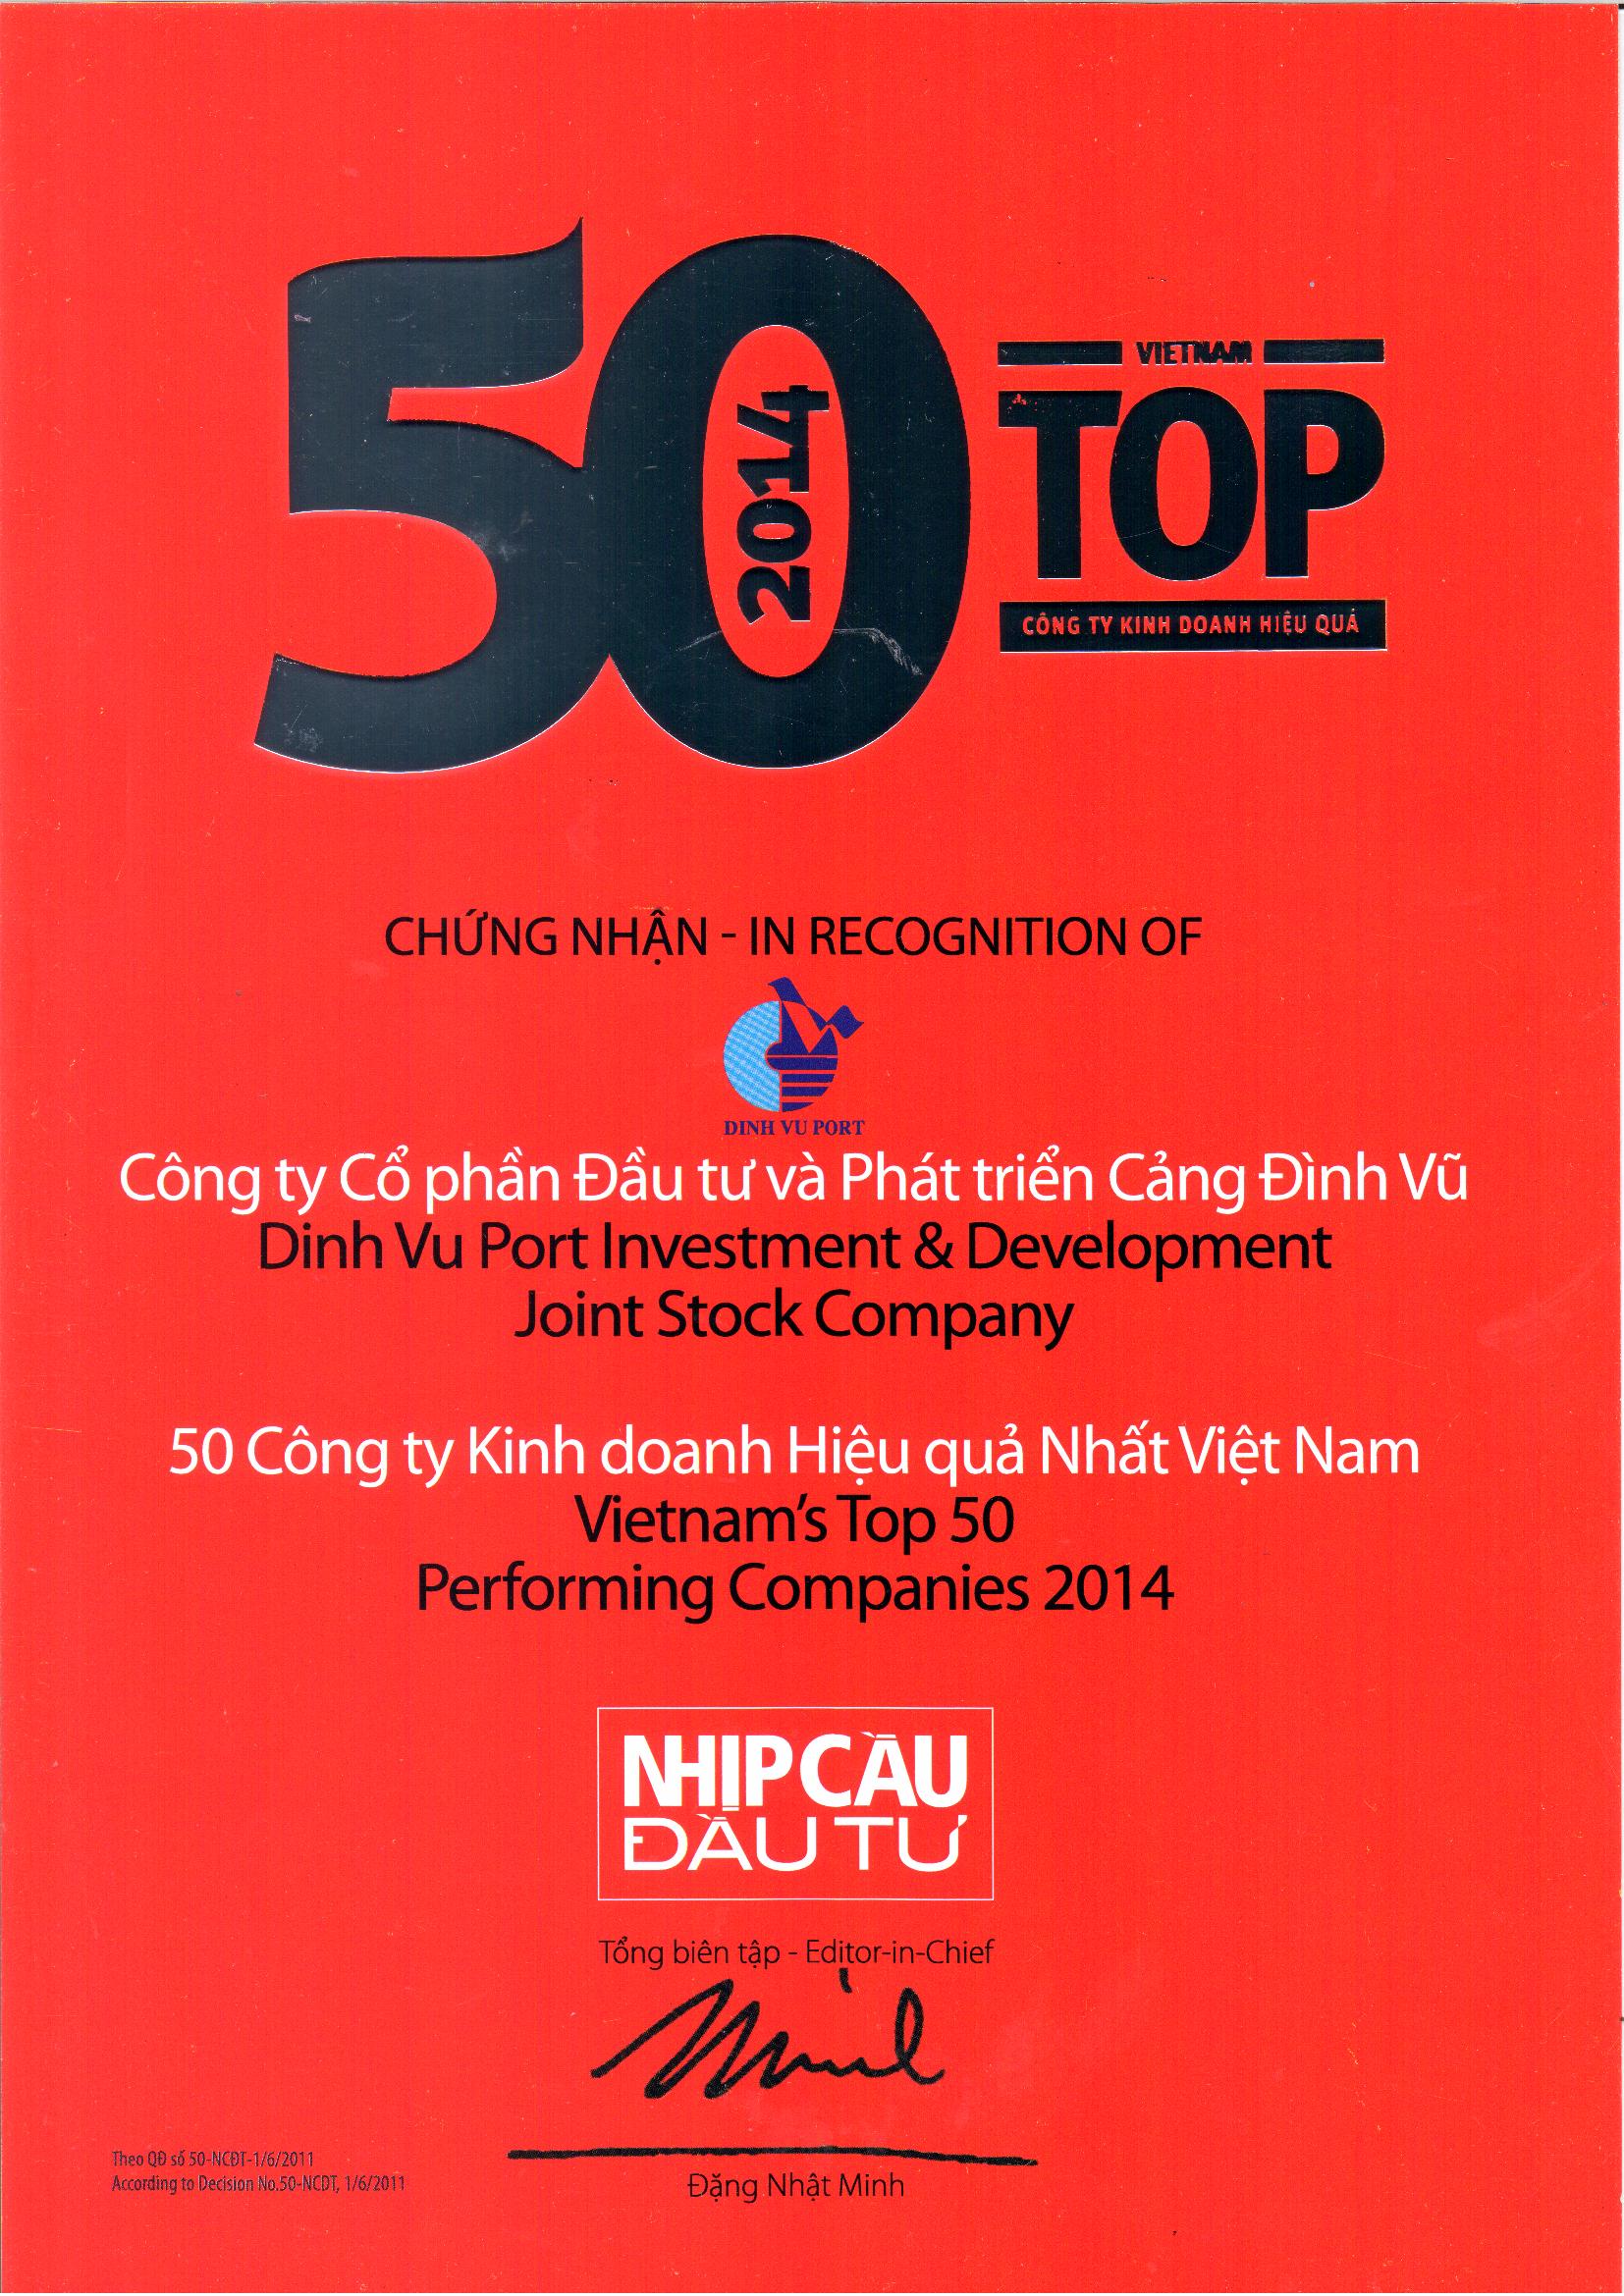 50
2014
VIETNAM
TOP
CÔNG TY KINH DOANH HIỆU QUẢ
CHỨNG NHẬN - IN RECOGNITION OF
DINH VU PORT
Công ty Cổ phần Đầu tư và Phát triển Cảng Đình Vũ
Dinh Vu Port Investment & Development
Joint Stock Company
50 Công ty Kinh doanh Hiệu quả Nhất Việt Nam
Vietnam's Top 50
Performing Companies 2014
NHỊP CẦU
ĐẦU TƯ
Tổng biên tập - Editor-in-Chief
Minh
Đặng Nhật Minh
Theo QĐ số 50-NCĐT-1/6/2011
According to Decision No.50-NCDT, 1/6/2011